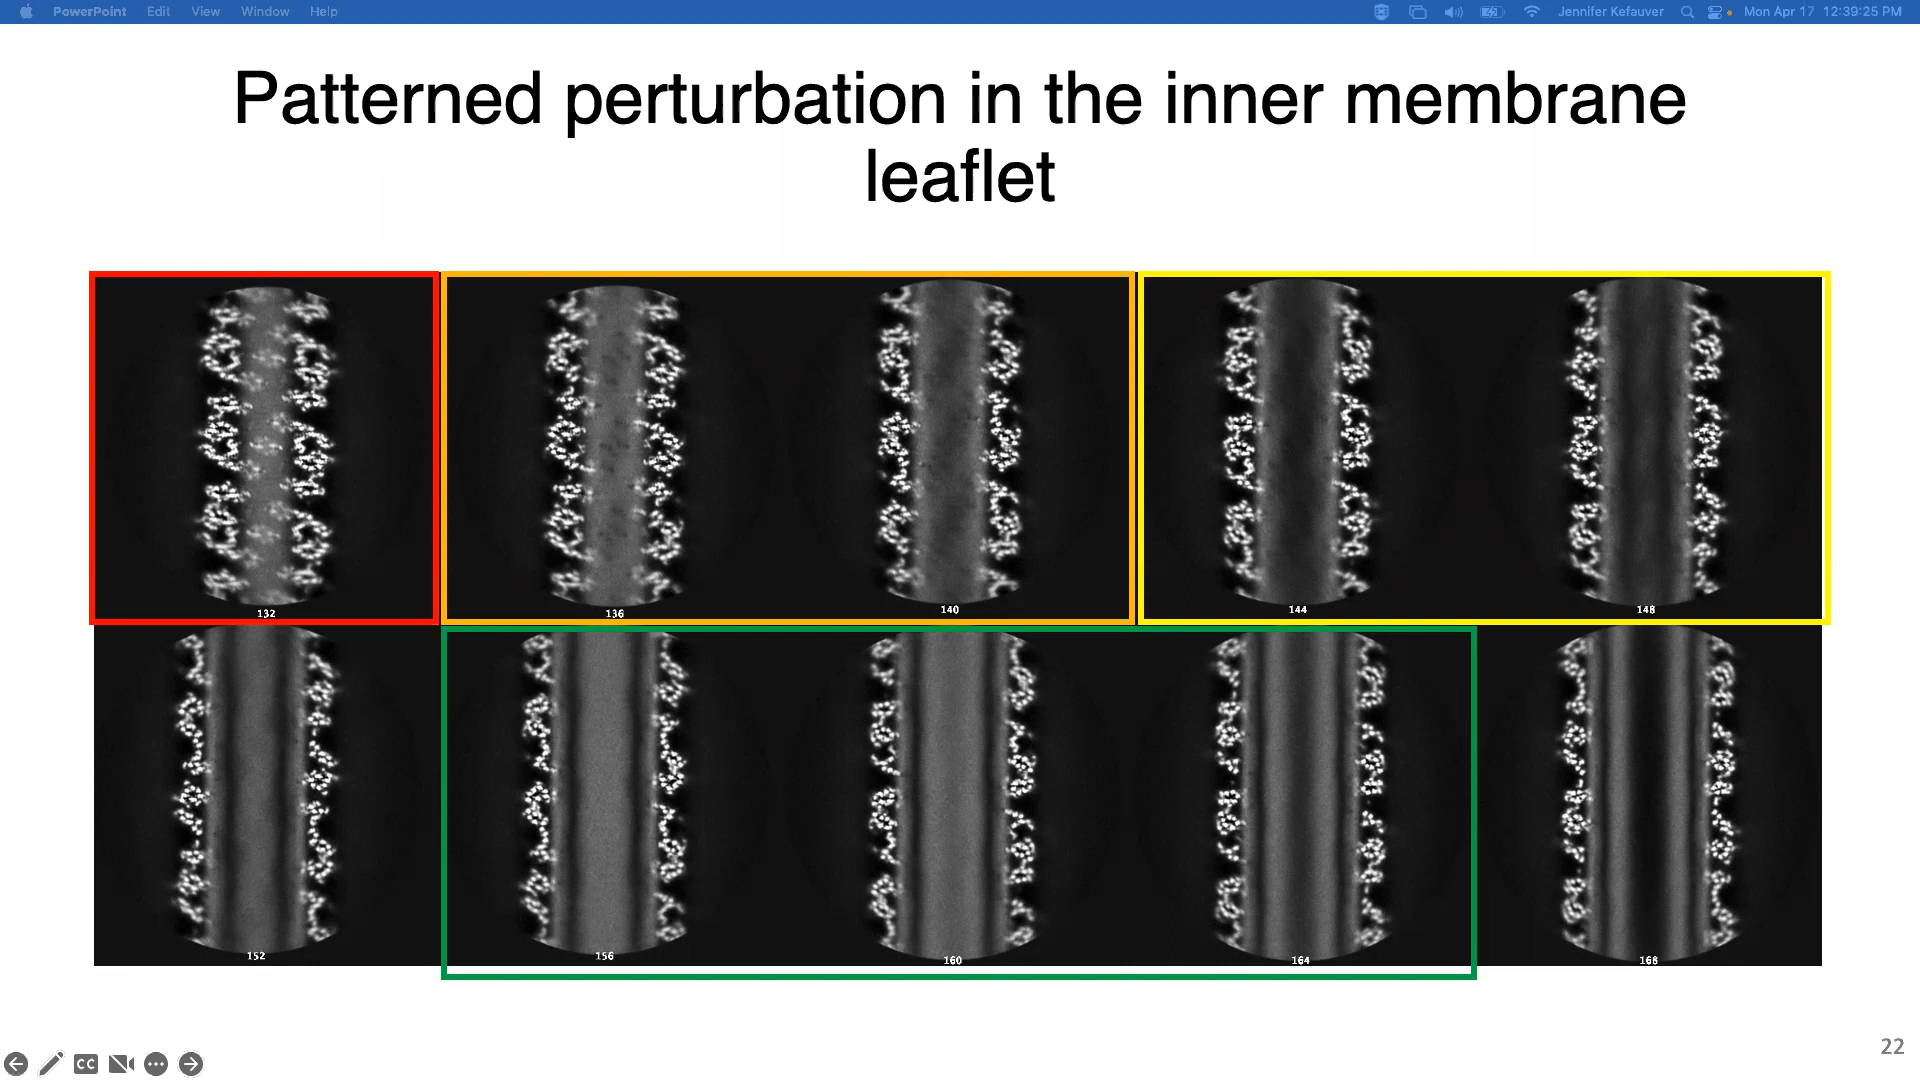 PowerPoint Edit View Window Help Jennifer Kefauver Mon Apr 17 12:39:25 PM
Patterned perturbation in the inner membrane
leaflet
132 136 140 144 148
152 156 160 164 168
CC
22